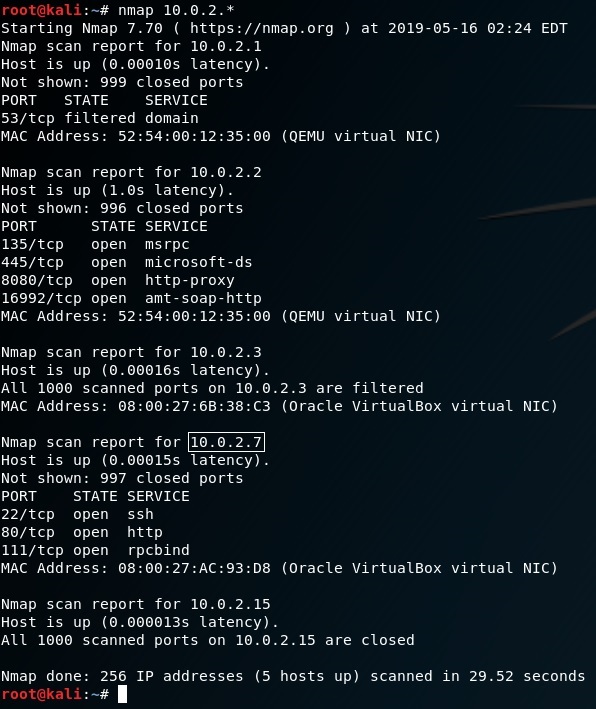 root@kali:~# nmap 10.0.2.*
Starting Nmap 7.70 ( https://nmap.org ) at 2019-05-16 02:24 EDT
Nmap scan report for 10.0.2.1
Host is up (0.00010s latency).
Not shown: 999 closed ports
PORT   STATE    SERVICE
53/tcp filtered domain
MAC Address: 52:54:00:12:35:00 (QEMU virtual NIC)

Nmap scan report for 10.0.2.2
Host is up (1.0s latency).
Not shown: 996 closed ports
PORT      STATE SERVICE
135/tcp   open  msrpc
445/tcp   open  microsoft-ds
8080/tcp  open  http-proxy
16992/tcp open  amt-soap-http
MAC Address: 52:54:00:12:35:00 (QEMU virtual NIC)

Nmap scan report for 10.0.2.3
Host is up (0.00016s latency).
All 1000 scanned ports on 10.0.2.3 are filtered
MAC Address: 08:00:27:6B:38:C3 (Oracle VirtualBox virtual NIC)

Nmap scan report for 10.0.2.7
Host is up (0.00015s latency).
Not shown: 997 closed ports
PORT    STATE SERVICE
22/tcp  open  ssh
80/tcp  open  http
111/tcp open  rpcbind
MAC Address: 08:00:27:AC:93:D8 (Oracle VirtualBox virtual NIC)

Nmap scan report for 10.0.2.15
Host is up (0.000013s latency).
All 1000 scanned ports on 10.0.2.15 are closed

Nmap done: 256 IP addresses (5 hosts up) scanned in 29.52 seconds
root@kali:~#